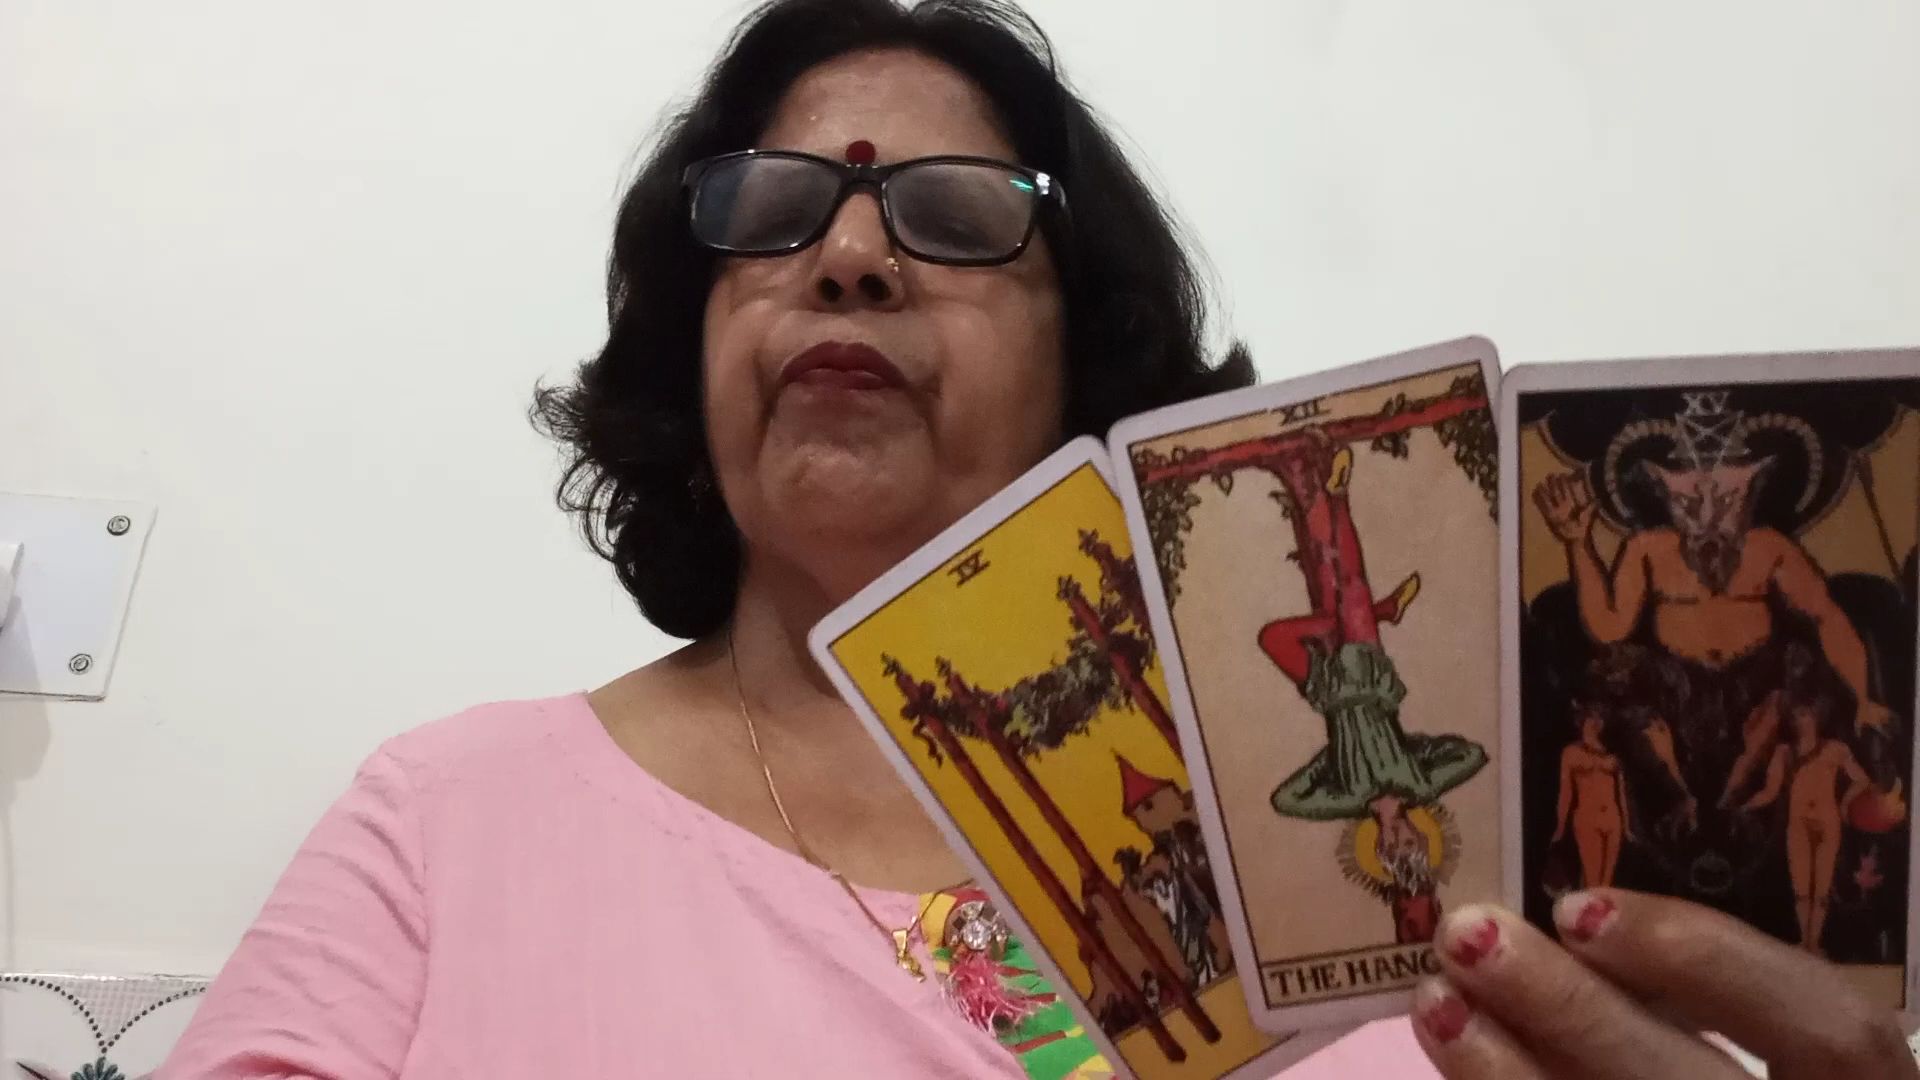 IV
XII
THE HANG
XV